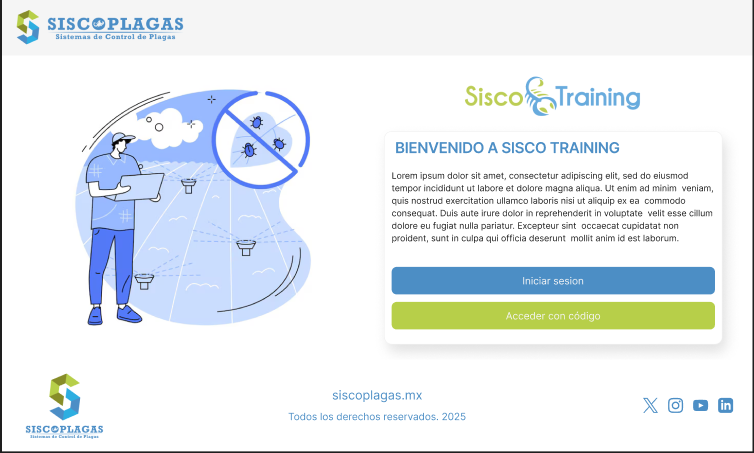 SISCOPLAGAS
Sistemas de Control de Plagas
Sisco Training
BIENVENIDO A SISCO TRAINING
Lorem ipsum dolor sit amet, consectetur adipiscing elit, sed do eiusmod
tempor incididunt ut labore et dolore magna aliqua. Ut enim ad minim veniam,
quis nostrud exercitation ullamco laboris nisi ut aliquip ex ea commodo
consequat. Duis aute irure dolor in reprehenderit in voluptate velit esse cillum
dolore eu fugiat nulla pariatur. Excepteur sint occaecat cupidatat non
proident, sunt in culpa qui officia deserunt mollit anim id est laborum.
Iniciar sesion
Acceder con código
SISCOPLAGAS
Sistemas de Control de Plagas
siscoplagas.mx
Todos los derechos reservados. 2025